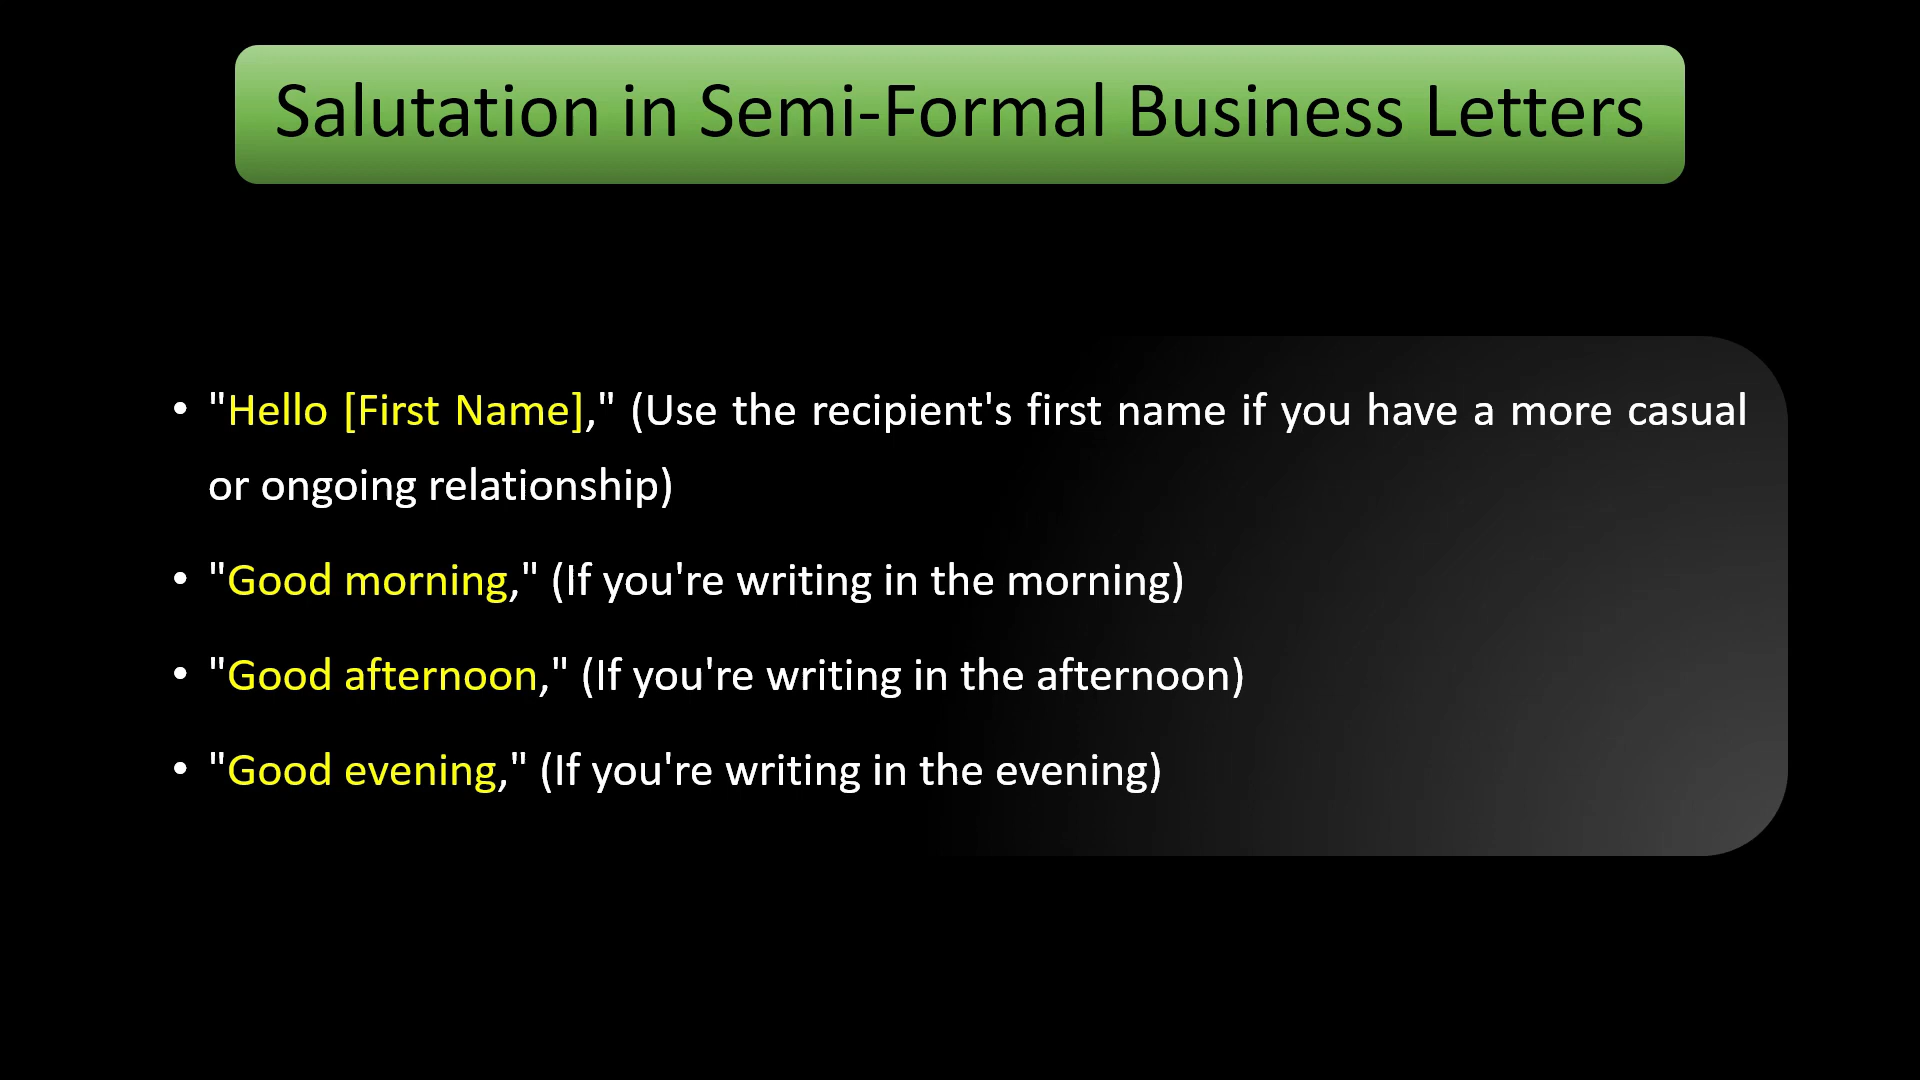 Salutation in Semi-Formal Business Letters
• "Hello [First Name]," (Use the recipient's first name if you have a more casual
or ongoing relationship)
• "Good morning," (If you're writing in the morning)
• "Good afternoon," (If you're writing in the afternoon)
• "Good evening," (If you're writing in the evening)